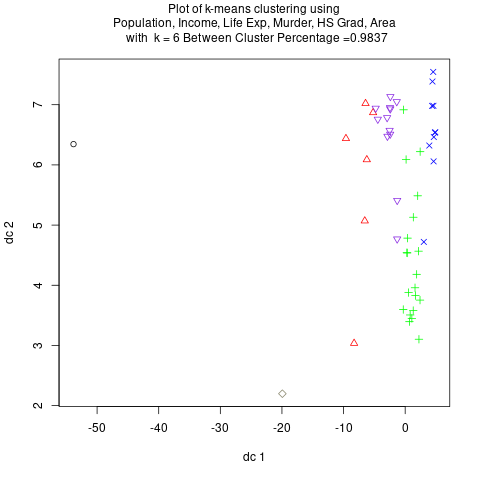 Plot of k-means clustering using
Population, Income, Life Exp, Murder, HS Grad, Area
with k = 6 Between Cluster Percentage =0.9837
7
6
5
4
3
2
dc 2
-50 -40 -30 -20 -10 0
dc 1